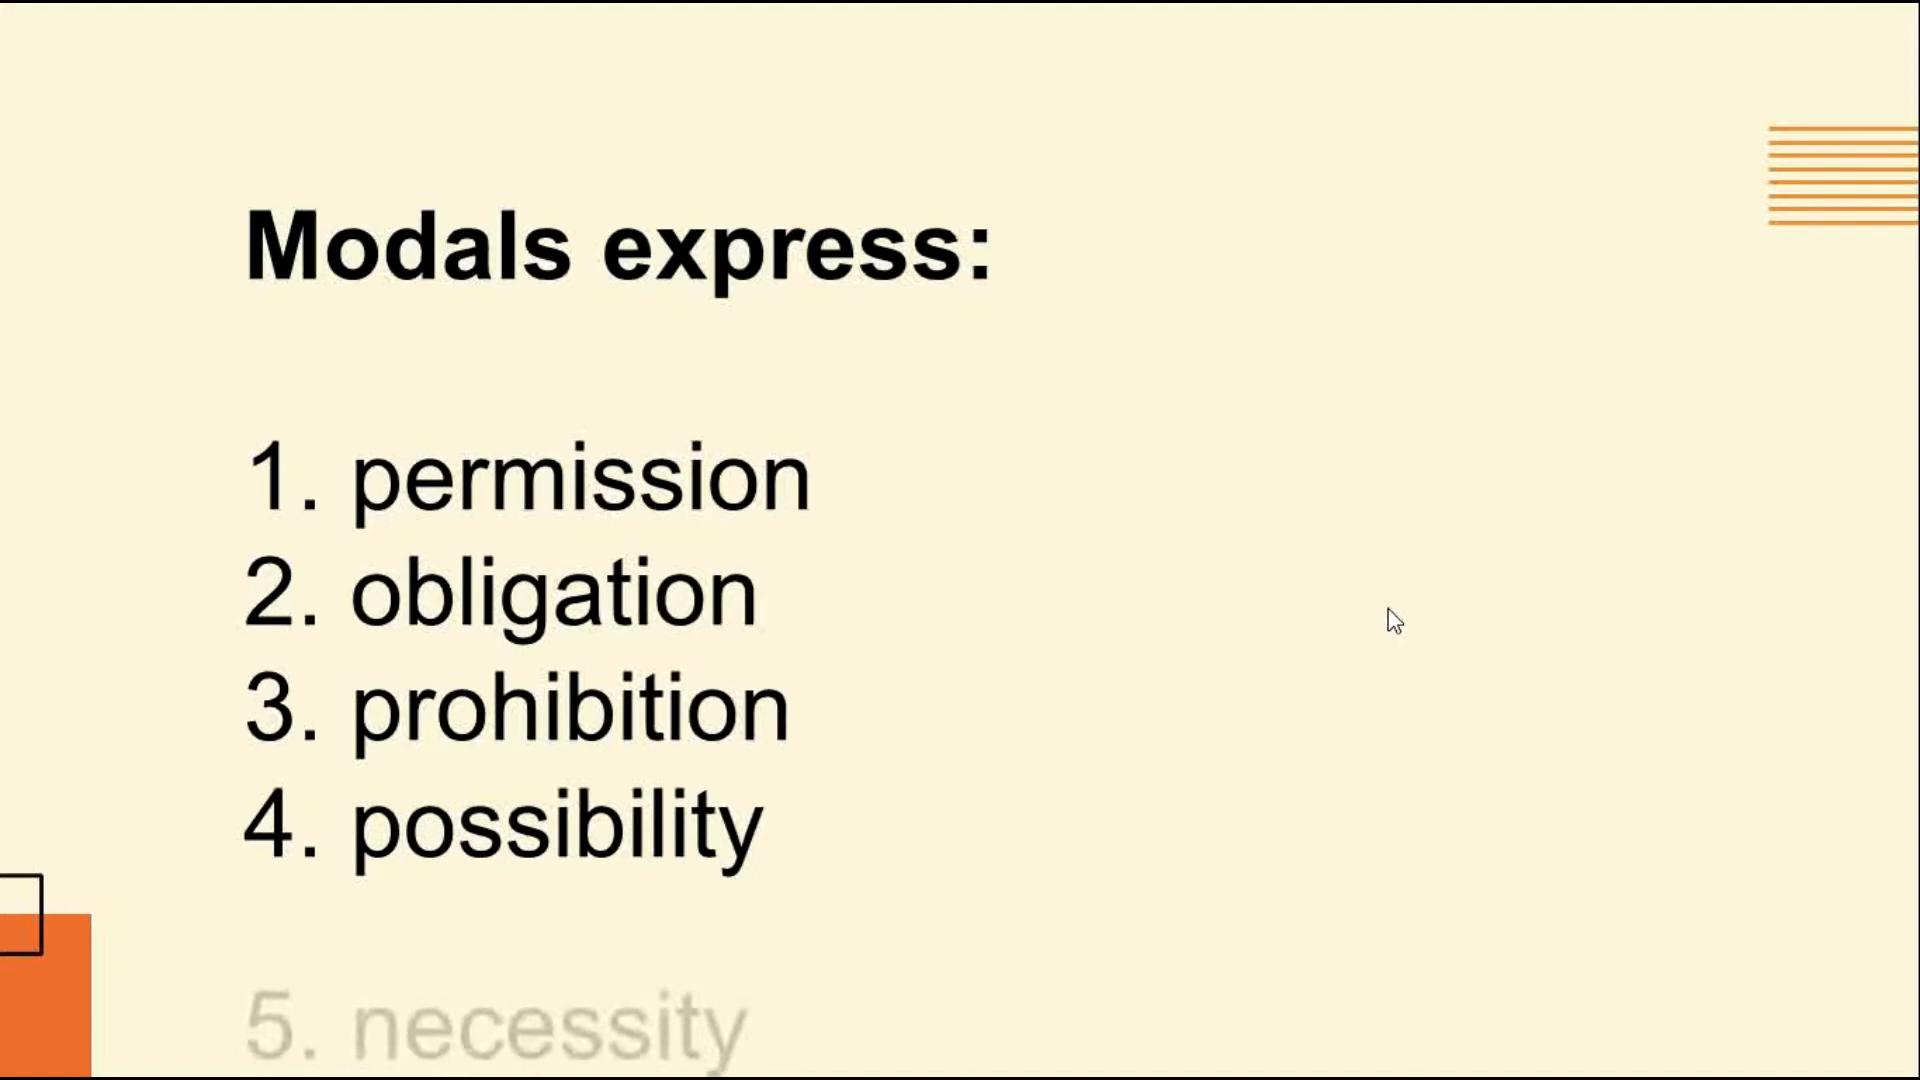 Modals express:
1. permission
2. obligation
3. prohibition
4. possibility
5. necessity